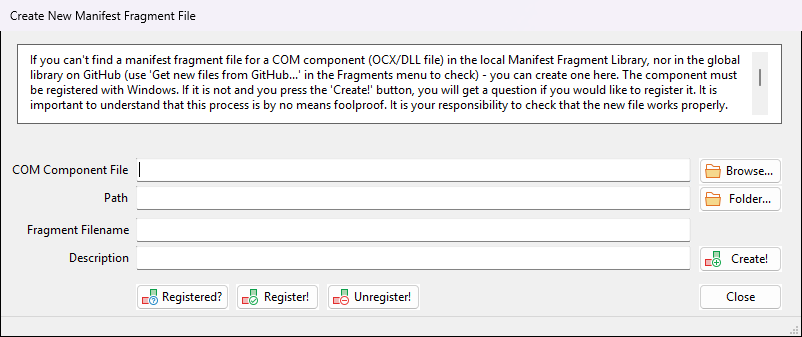 Create New Manifest Fragment File
If you can't find a manifest fragment file for a COM component (OCX/DLL file) in the local Manifest Fragment Library, nor in the global
library on GitHub (use 'Get new files from GitHub...' in the Fragments menu to check) - you can create one here. The component must
be registered with Windows. If it is not and you press the 'Create!' button, you will get a question if you would like to register it. It is
important to understand that this process is by no means foolproof. It is your responsibility to check that the new file works properly.
COM Component File
Browse...
Path
Folder...
Fragment Filename
Description
Create!
Registered?
Register!
Unregister!
Close